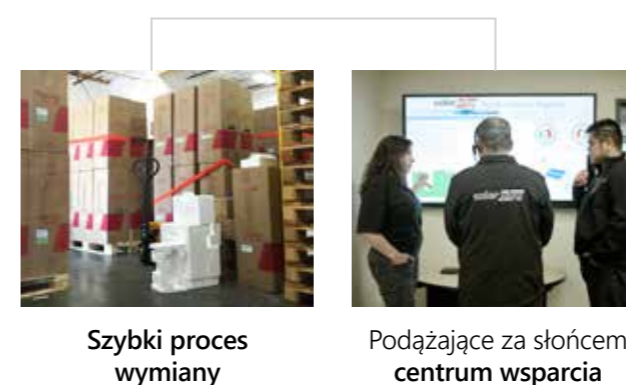 Szybki proces
wymiany
Podążające za słońcem
centrum wsparcia